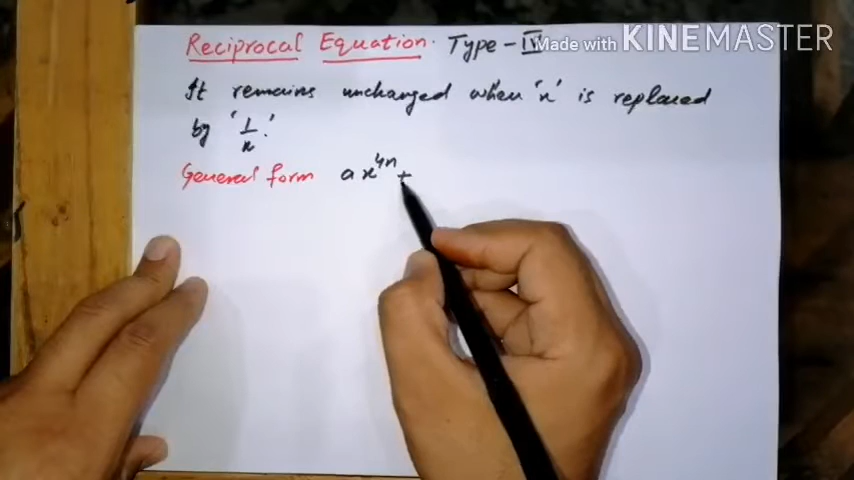 Reciprocal Equation. Type-IV
Made with KINEMASTER
It remains unchanged when 'x' is replaced
by '1/x'.
General form ax^4n +